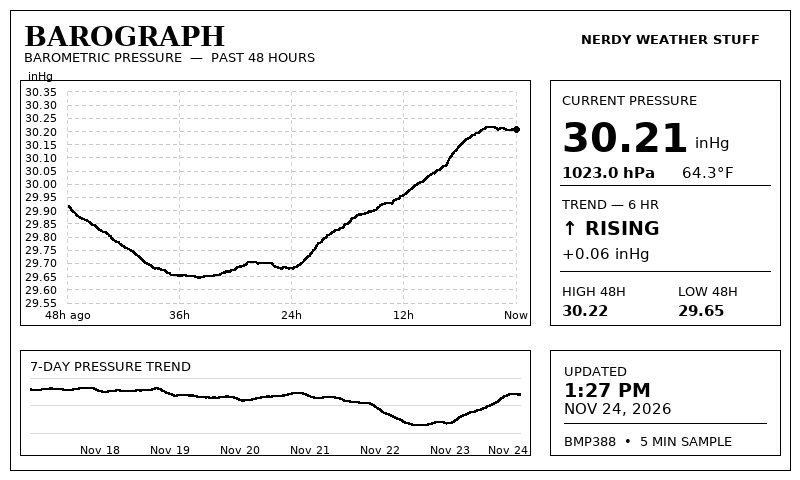 BAROGRAPH
BAROMETRIC PRESSURE — PAST 48 HOURS
NERDY WEATHER STUFF
inHg
30.35
30.30
30.25
30.20
30.15
30.10
30.05
30.00
29.95
29.90
29.85
29.80
29.75
29.70
29.65
29.60
29.55
48h ago 36h 24h 12h Now
CURRENT PRESSURE
30.21 inHg
1023.0 hPa 64.3°F
TREND — 6 HR
↑ RISING
+0.06 inHg
HIGH 48H LOW 48H
30.22 29.65
7-DAY PRESSURE TREND
Nov 18 Nov 19 Nov 20 Nov 21 Nov 22 Nov 23 Nov 24
UPDATED
1:27 PM
NOV 24, 2026
BMP388 • 5 MIN SAMPLE